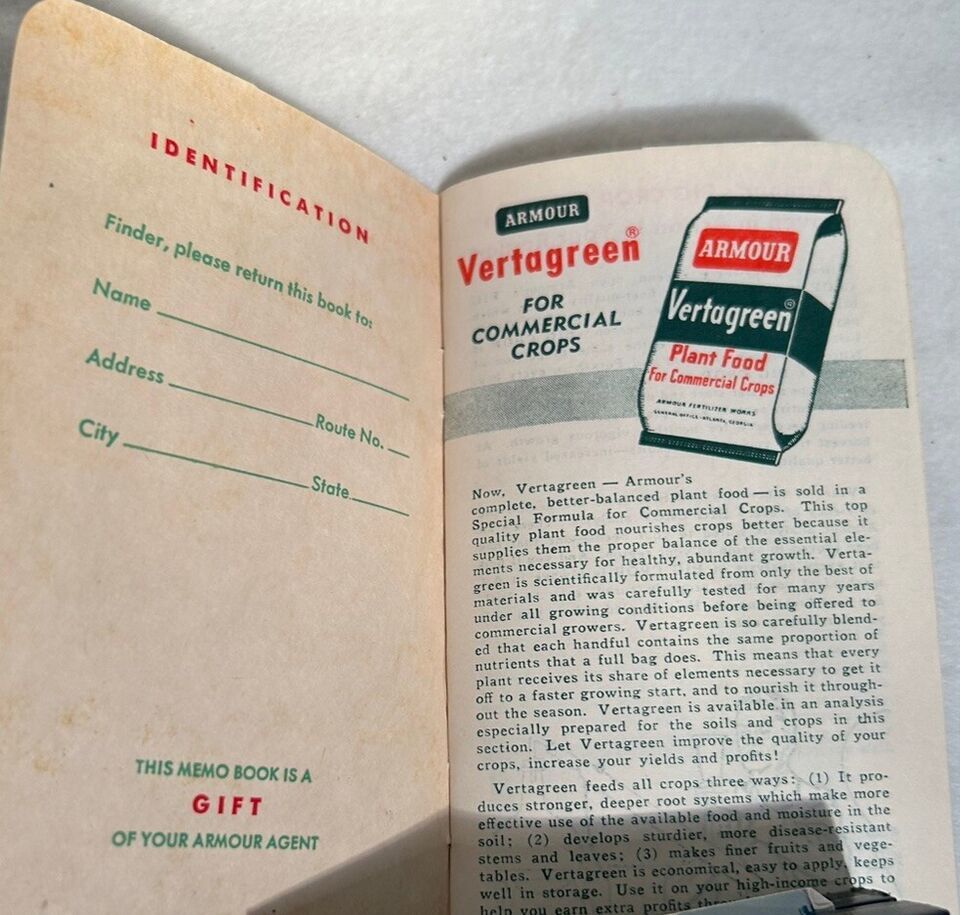 IDENTIFICATION
Finder, please return this book to:
Name
Address
Route No.
City
State
THIS MEMO BOOK IS A
GIFT
OF YOUR ARMOUR AGENT
ARMOUR
Vertagreen®
FOR
COMMERCIAL
CROPS
ARMOUR
Vertagreen®
Plant Food
For Commercial Crops
ARMOUR FERTILIZER WORKS
GENERAL OFFICE - ATLANTA, GEORGIA
Now, Vertagreen — Armour's
complete, better-balanced plant food — is sold in a
Special Formula for Commercial Crops. This top
quality plant food nourishes crops better because it
supplies them the proper balance of the essential ele-
ments necessary for healthy, abundant growth. Verta-
green is scientifically formulated from only the best of
materials and was carefully tested for many years
under all growing conditions before being offered to
commercial growers. Vertagreen is so carefully blend-
ed that each handful contains the same proportion of
nutrients that a full bag does. This means that every
plant receives its share of elements necessary to get it
off to a faster growing start, and to nourish it through-
out the season. Vertagreen is available in an analysis
especially prepared for the soils and crops in this
section. Let Vertagreen improve the quality of your
crops, increase your yields and profits!
Vertagreen feeds all crops three ways: (1) It pro-
duces stronger, deeper root systems which make more
effective use of the available food and moisture in the
soil; (2) develops sturdier, more disease-resistant
stems and leaves; (3) makes finer fruits and vege-
tables. Vertagreen is economical, easy to apply, keeps
well in storage. Use it on your high-income crops to
help you earn extra profits